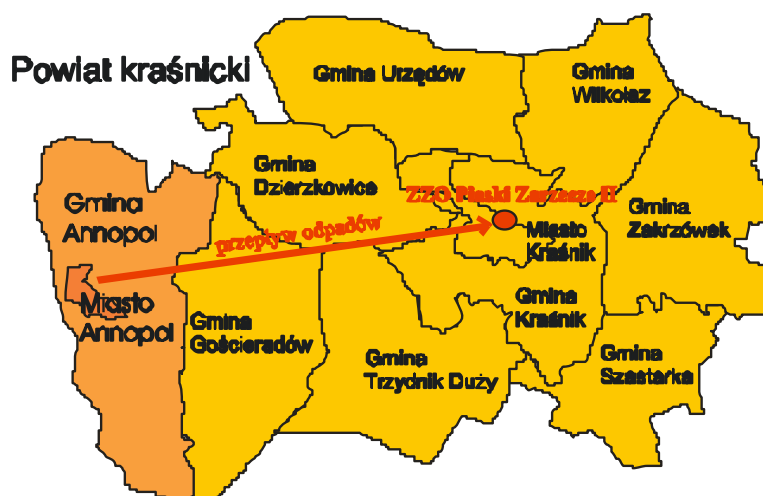 Powiat kraśnicki
Gmina Urzędów
Gmina
Wilkołaz
Gmina
Dzierzkowice
ZZO Piaski Zarzecze II
Gmina
Annopol
Gmina
Zakrzówek
Miasto
Kraśnik
przepływ odpadów
Miasto
Annopol
Gmina
Gościeradów
Gmina
Kraśnik
Gmina
Trzydnik Duży
Gmina
Szastarka